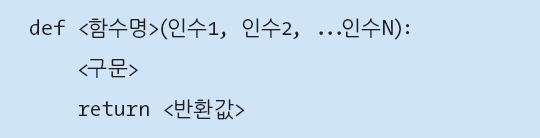 def <함수명>(인수1, 인수2, ...인수N):
<구문>
return <반환값>